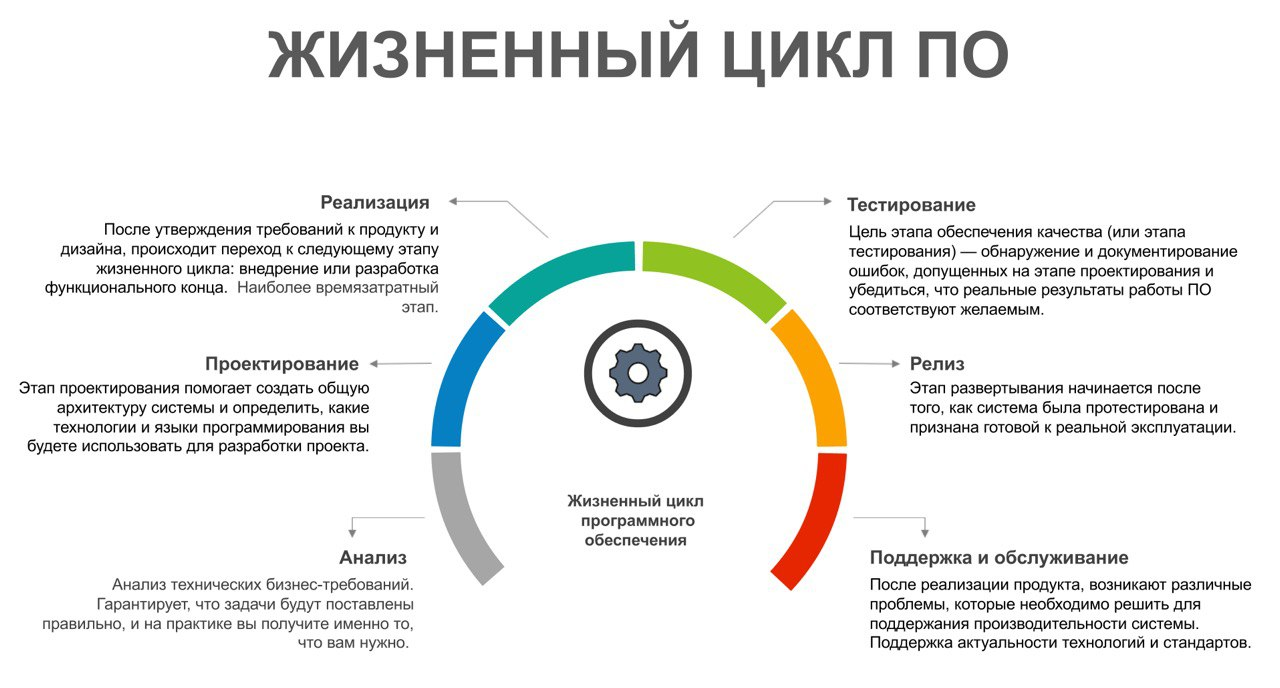 ЖИЗНЕННЫЙ ЦИКЛ ПО
Реализация
После утверждения требований к продукту и
дизайна, происходит переход к следующему этапу
жизненного цикла: внедрение или разработка
функционального конца. Наиболее времязатратный
этап.
Тестирование
Цель этапа обеспечения качества (или этапа
тестирования) — обнаружение и документирование
ошибок, допущенных на этапе проектирования и
убедиться, что реальные результаты работы ПО
соответствуют желаемым.
Проектирование
Этап проектирования помогает создать общую
архитектуру системы и определить, какие
технологии и языки программирования вы
будете использовать для разработки проекта.
Релиз
Этап развертывания начинается после
того, как система была протестирована и
признана готовой к реальной эксплуатации.
Жизненный цикл
программного
обеспечения
Анализ
Анализ технических бизнес-требований.
Гарантирует, что задачи будут поставлены
правильно, и на практике вы получите именно то,
что вам нужно.
Поддержка и обслуживание
После реализации продукта, возникают различные
проблемы, которые необходимо решить для
поддержания производительности системы.
Поддержка актуальности технологий и стандартов.